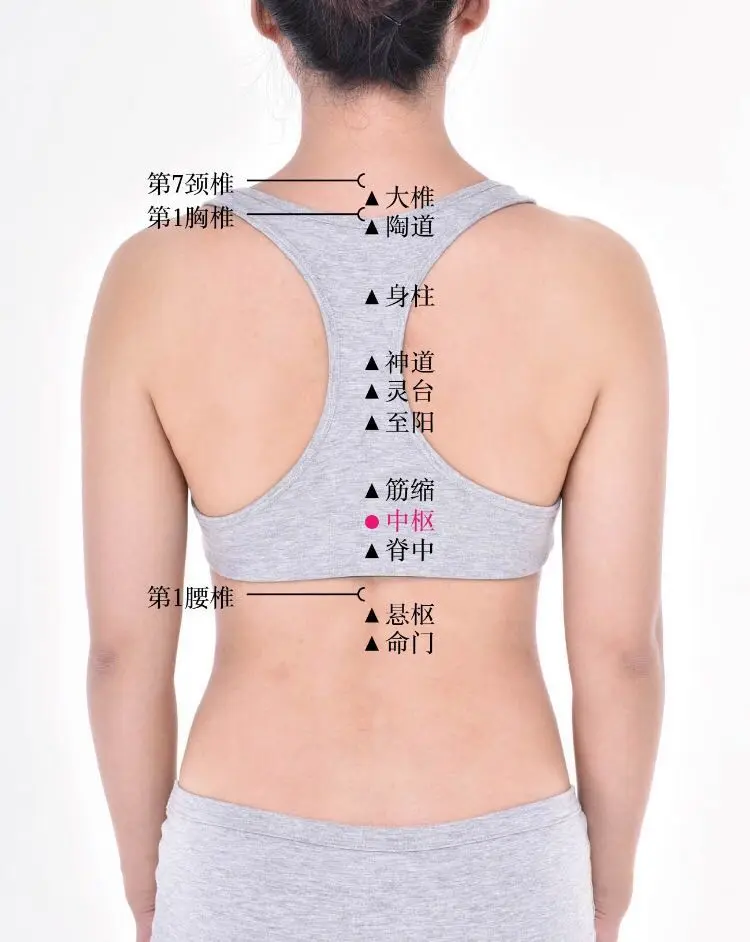 第7颈椎
大椎
第1胸椎
陶道
身柱
神道
灵台
至阳
筋缩
中枢
脊中
第1腰椎
悬枢
命门